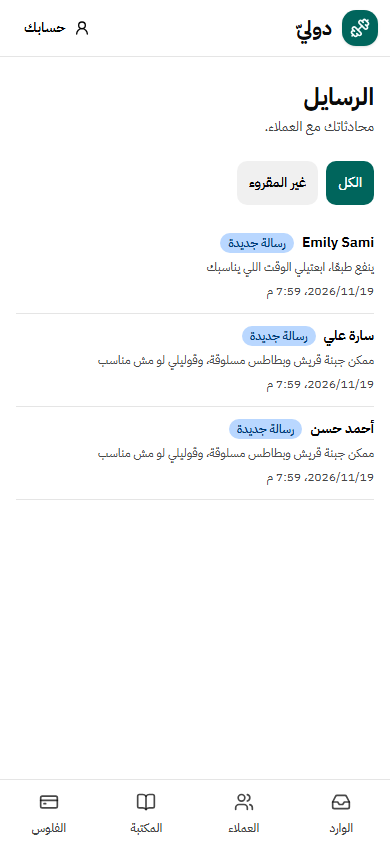 دوليّ
حسابك
الرسايل
محادثاتك مع العملاء.
الكل
غير المقروء
Emily Sami رسالة جديدة
ينفع طبعًا، ابعتيلي الوقت اللي يناسبك
2026/11/19، 7:59 م
سارة علي رسالة جديدة
ممكن جبنة قريش وبطاطس مسلوقة، وقوليلي لو مش مناسب
2026/11/19، 7:59 م
أحمد حسن رسالة جديدة
ممكن جبنة قريش وبطاطس مسلوقة، وقوليلي لو مش مناسب
2026/11/19، 7:59 م
الوارد
العملاء
المكتبة
الفلوس